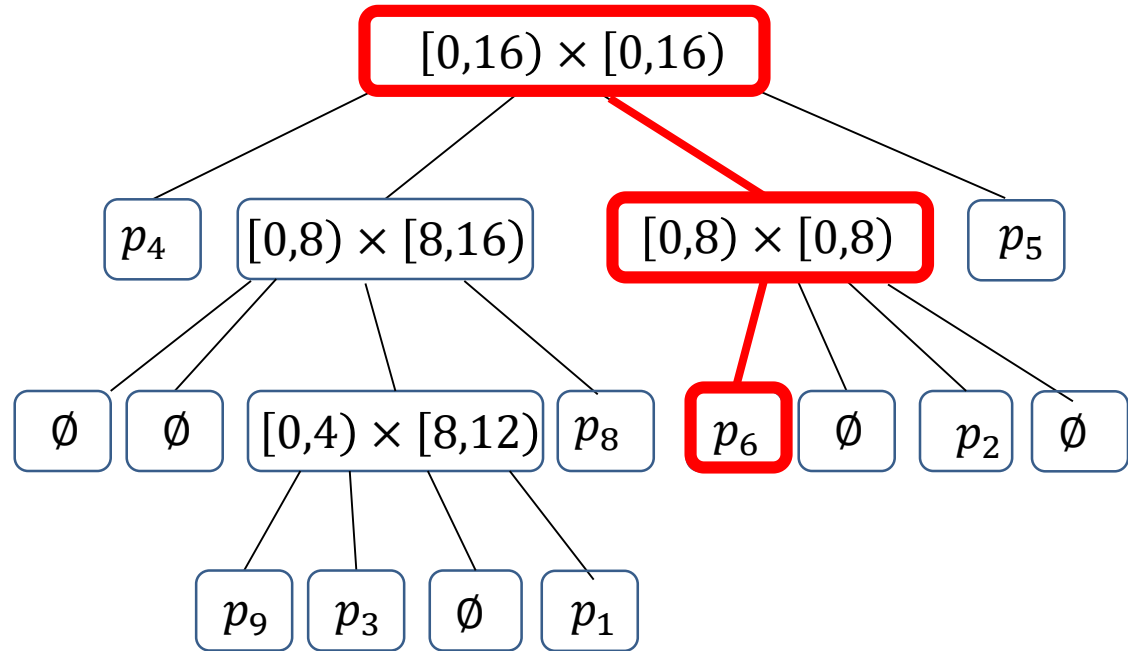 [0,16) × [0,16)
p₄ [0,8) × [8,16) [0,8) × [0,8) p₅
∅ ∅ [0,4) × [8,12) p₈ p₆ ∅ p₂ ∅
p₉ p₃ ∅ p₁